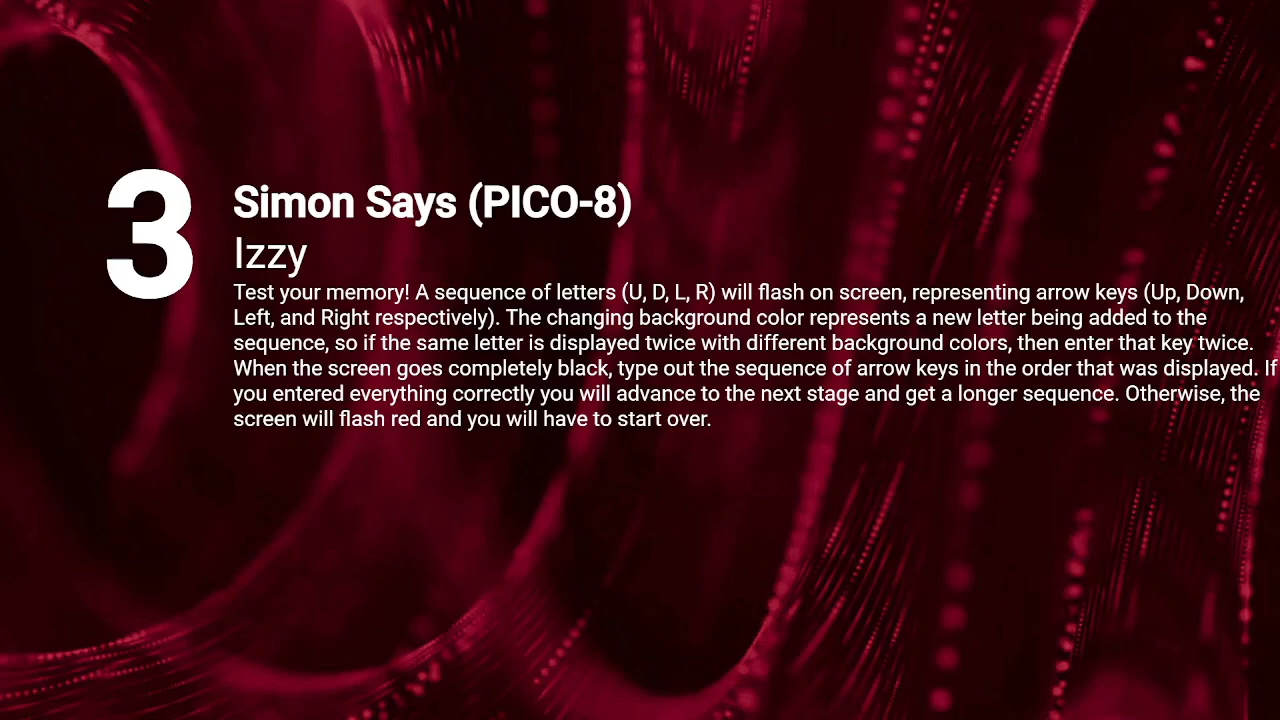 3
Simon Says (PICO-8)
Izzy
Test your memory! A sequence of letters (U, D, L, R) will flash on screen, representing arrow keys (Up, Down,
Left, and Right respectively). The changing background color represents a new letter being added to the
sequence, so if the same letter is displayed twice with different background colors, then enter that key twice.
When the screen goes completely black, type out the sequence of arrow keys in the order that was displayed. If
you entered everything correctly you will advance to the next stage and get a longer sequence. Otherwise, the
screen will flash red and you will have to start over.